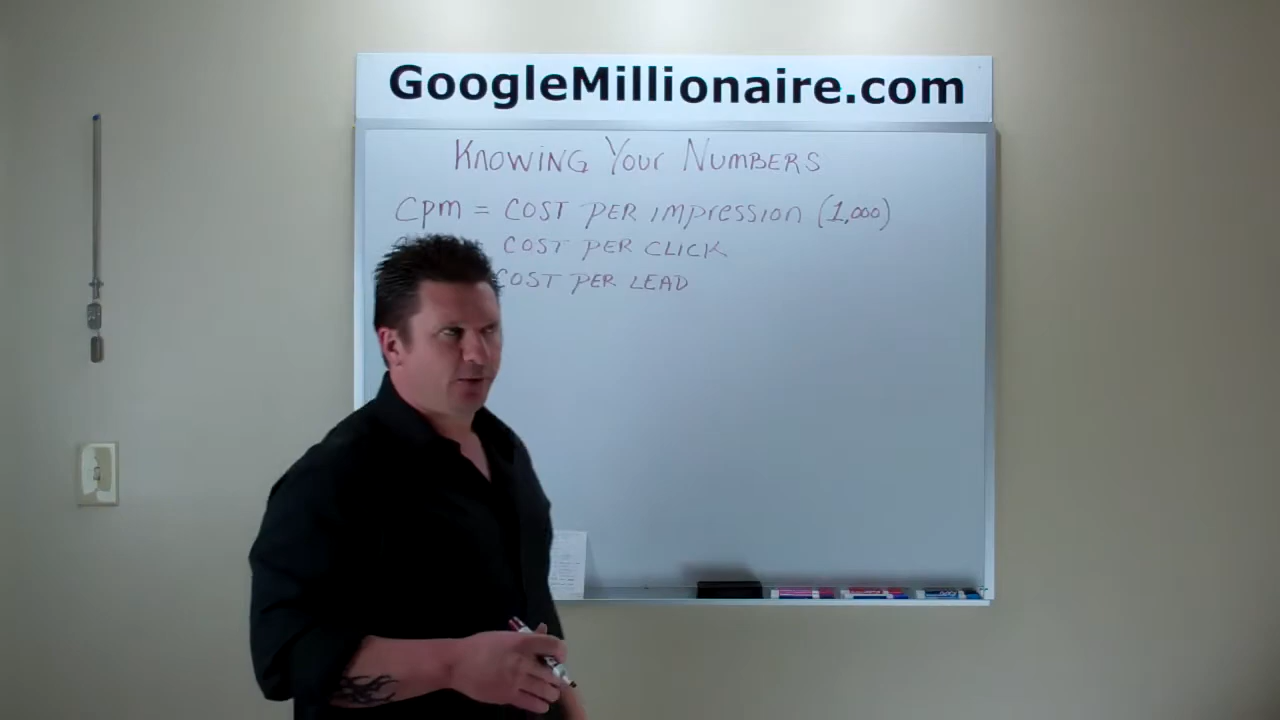 GoogleMillionaire.com
KNOWING YOUR NUMBERS
CPM = COST PER IMPRESSION (1,000)
COST PER CLICK
COST PER LEAD